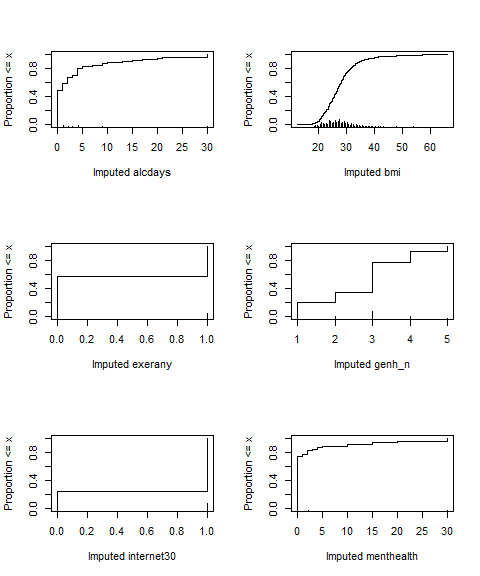 Proportion <= x
0.0 0.4 0.8
0 5 10 15 20 25 30
Imputed alcdays
Proportion <= x
0.0 0.4 0.8
20 30 40 50 60
Imputed bmi
Proportion <= x
0.0 0.4 0.8
0.0 0.2 0.4 0.6 0.8 1.0
Imputed exerany
Proportion <= x
0.0 0.4 0.8
1 2 3 4 5
Imputed genh_n
Proportion <= x
0.0 0.4 0.8
0.0 0.2 0.4 0.6 0.8 1.0
Imputed internet30
Proportion <= x
0.0 0.4 0.8
0 5 10 15 20 25 30
Imputed menthealth